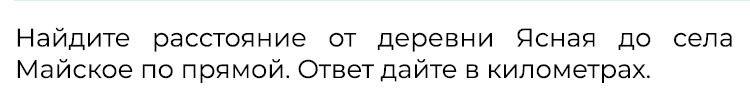 Найдите расстояние от деревни Ясная до села
Майское по прямой. Ответ дайте в километрах.